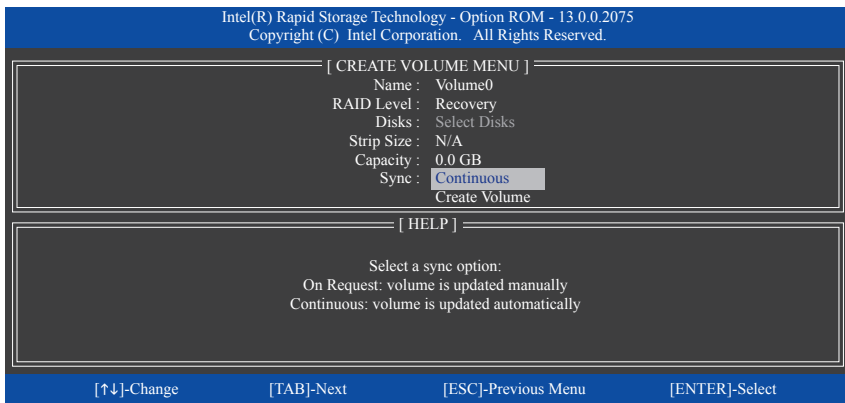 Intel(R) Rapid Storage Technology - Option ROM - 13.0.0.2075
Copyright (C) Intel Corporation. All Rights Reserved.
[ CREATE VOLUME MENU ]
Name : Volume0
RAID Level : Recovery
Disks : Select Disks
Strip Size : N/A
Capacity : 0.0 GB
Sync : Continuous
Create Volume
[ HELP ]
Select a sync option:
On Request: volume is updated manually
Continuous: volume is updated automatically
[↑↓]-Change [TAB]-Next [ESC]-Previous Menu [ENTER]-Select